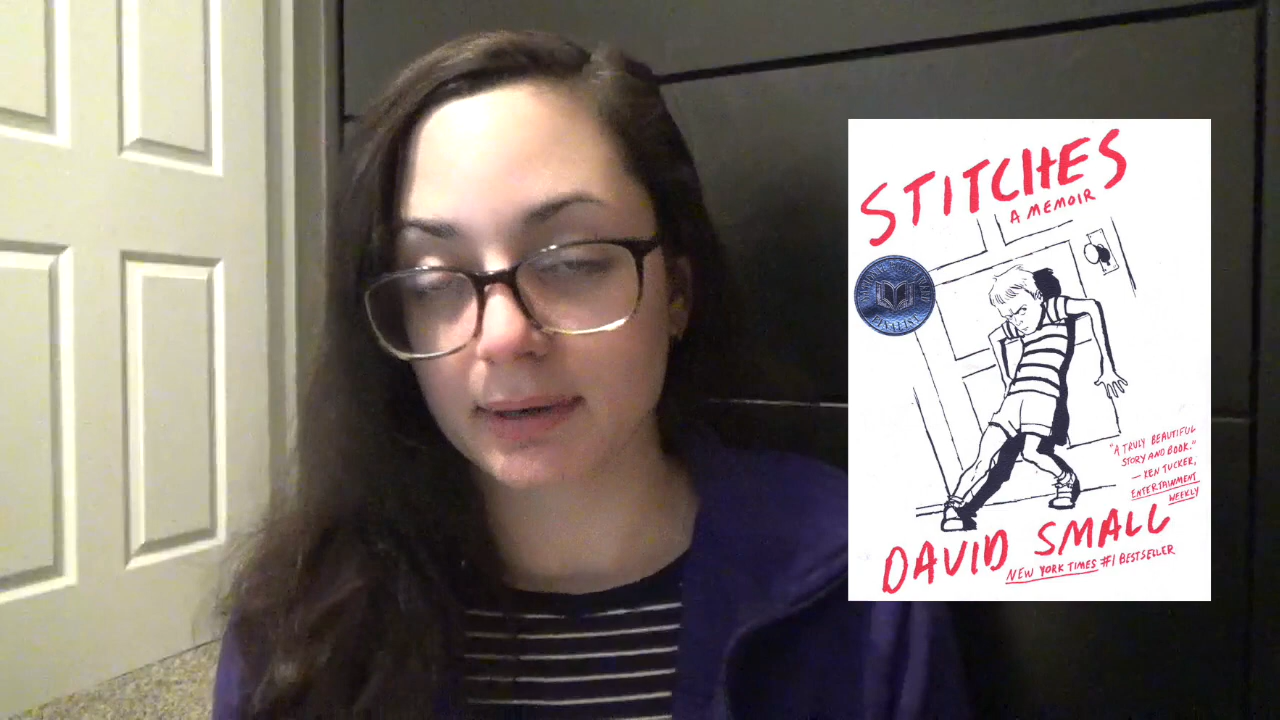 STITCHES
A MEMOIR
"A TRULY BEAUTIFUL
STORY AND BOOK."
— KEN TUCKER,
ENTERTAINMENT
WEEKLY
DAVID SMALL
NEW YORK TIMES #1 BESTSELLER